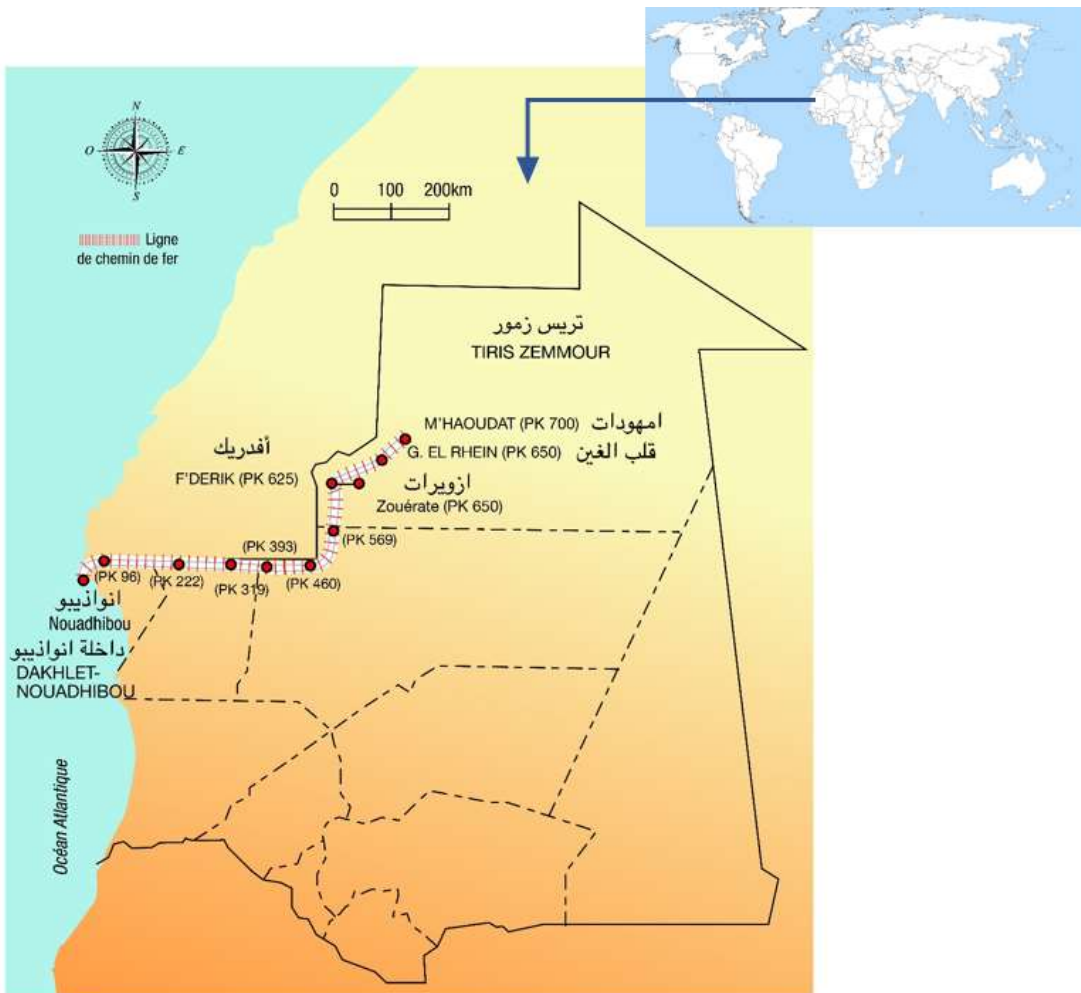 N
O
E
S
0 100 200km
Ligne
de chemin de fer
تريس زمور
TIRIS ZEMMOUR
M'HAOUDAT (PK 700) امهودات
G. EL RHEIN (PK 650) قلب الغين
أفدريك
F'DERIK (PK 625)
ازويرات
Zouérate (PK 650)
(PK 569)
(PK 393)
(PK 96)
(PK 222)
(PK 319)
(PK 460)
انواذيبو
Nouadhibou
داخلة انواذيبو
DAKHLET-
NOUADHIBOU
Océan Atlantique